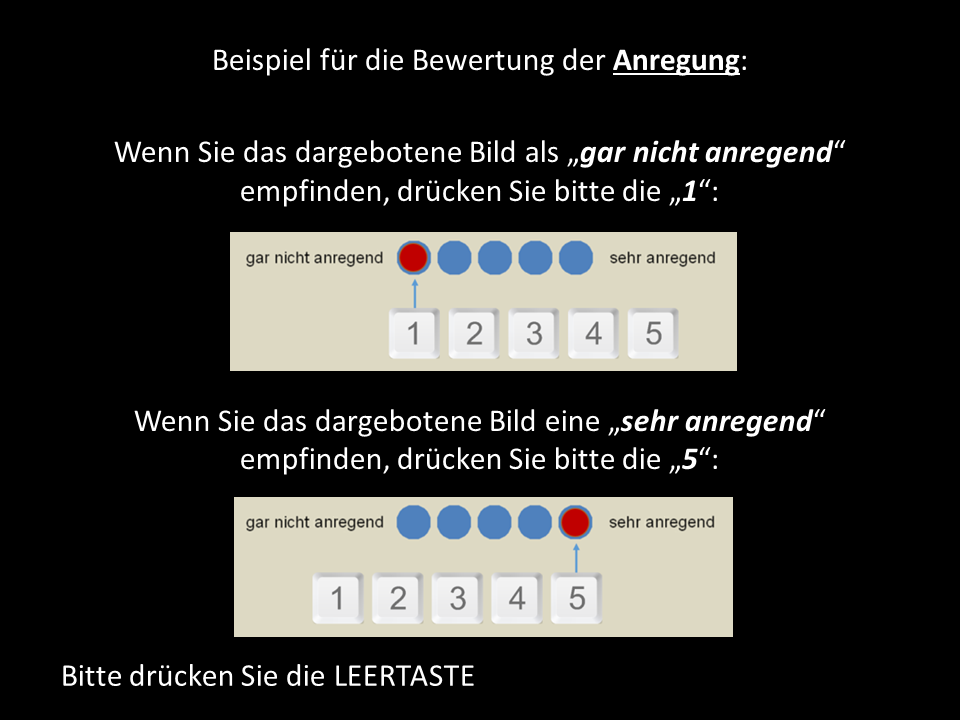 Beispiel für die Bewertung der Anregung:
Wenn Sie das dargebotene Bild als „gar nicht anregend“
empfinden, drücken Sie bitte die „1“:
gar nicht anregend sehr anregend
1 2 3 4 5
Wenn Sie das dargebotene Bild eine „sehr anregend“
empfinden, drücken Sie bitte die „5“:
gar nicht anregend sehr anregend
1 2 3 4 5
Bitte drücken Sie die LEERTASTE